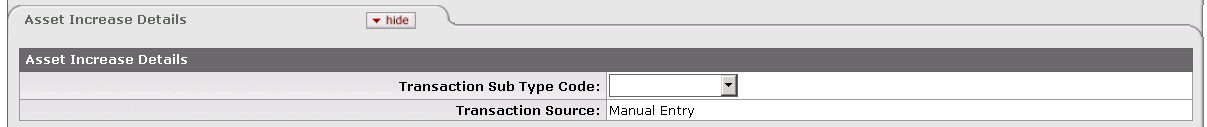 Asset Increase Details hide
Asset Increase Details
Transaction Sub Type Code:
Transaction Source: Manual Entry